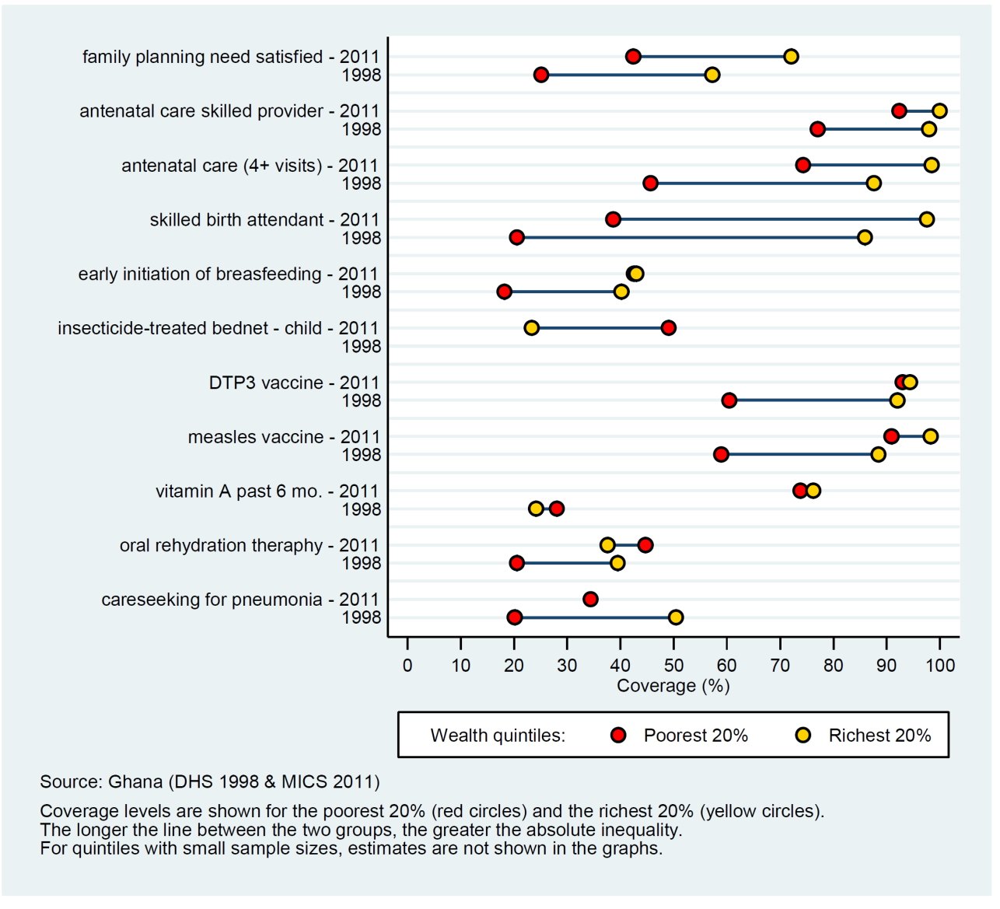 family planning need satisfied - 2011
1998
antenatal care skilled provider - 2011
1998
antenatal care (4+ visits) - 2011
1998
skilled birth attendant - 2011
1998
early initiation of breasfeeding - 2011
1998
insecticide-treated bednet - child - 2011
1998
DTP3 vaccine - 2011
1998
measles vaccine - 2011
1998
vitamin A past 6 mo. - 2011
1998
oral rehydration theraphy - 2011
1998
careseeking for pneumonia - 2011
1998
0 10 20 30 40 50 60 70 80 90 100
Coverage (%)
Wealth quintiles: Poorest 20% Richest 20%
Source: Ghana (DHS 1998 & MICS 2011)
Coverage levels are shown for the poorest 20% (red circles) and the richest 20% (yellow circles).
The longer the line between the two groups, the greater the absolute inequality.
For quintiles with small sample sizes, estimates are not shown in the graphs.